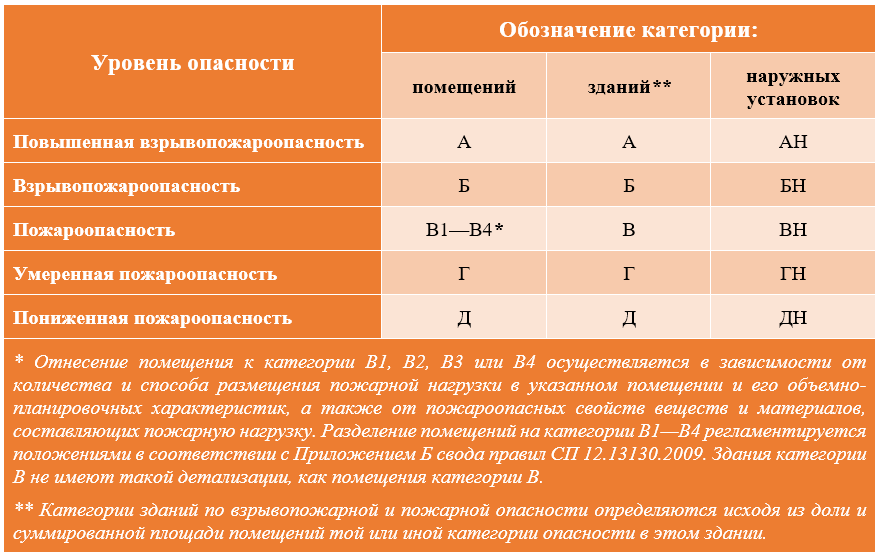 Уровень опасности
Обозначение категории:
помещений
зданий**
наружных
установок
Повышенная взрывопожароопасность
А
А
АН
Взрывопожароопасность
Б
Б
БН
Пожароопасность
В1—В4*
В
ВН
Умеренная пожароопасность
Г
Г
ГН
Пониженная пожароопасность
Д
Д
ДН
* Отнесение помещения к категории В1, В2, В3 или В4 осуществляется в зависимости от
количества и способа размещения пожарной нагрузки в указанном помещении и его объемно-
планировочных характеристик, а также от пожароопасных свойств веществ и материалов,
составляющих пожарную нагрузку. Разделение помещений на категории В1—В4 регламентируется
положениями в соответствии с Приложением Б свода правил СП 12.13130.2009. Здания категории
В не имеют такой детализации, как помещения категории В.
** Категории зданий по взрывопожарной и пожарной опасности определяются исходя из доли и
суммированной площади помещений той или иной категории опасности в этом здании.